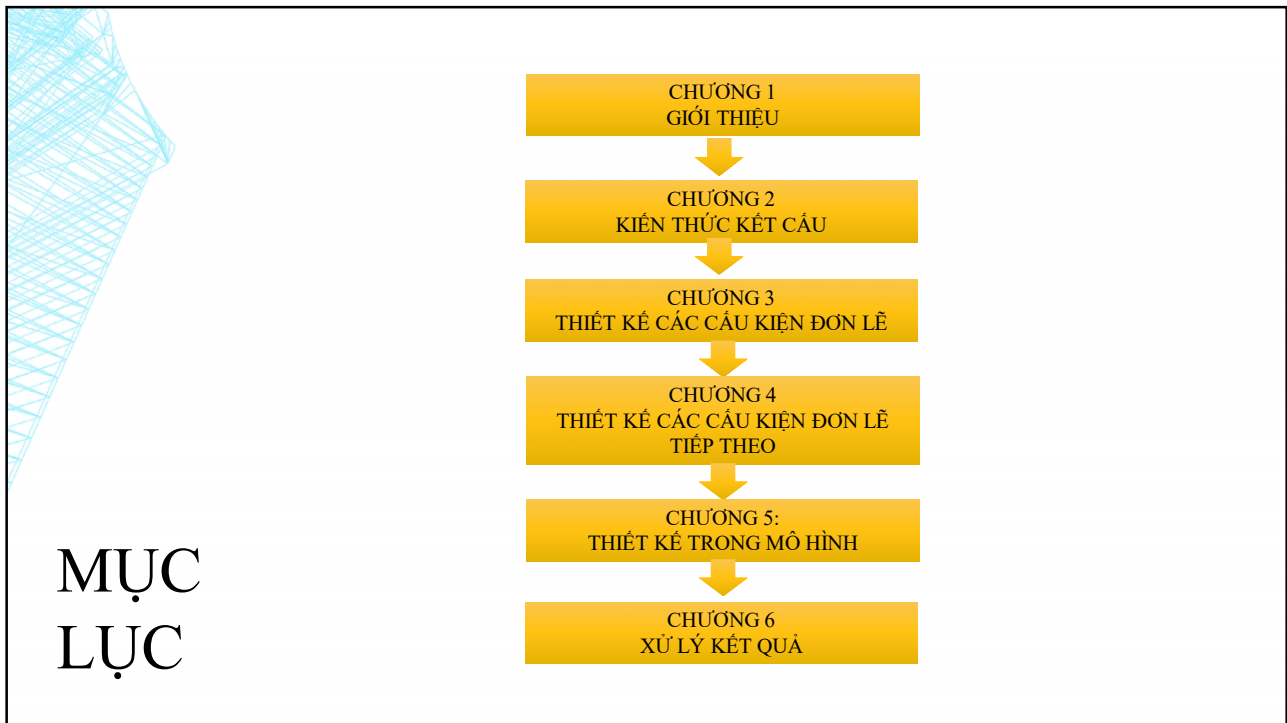 CHƯƠNG 1
GIỚI THIỆU
CHƯƠNG 2
KIẾN THỨC KẾT CẤU
CHƯƠNG 3
THIẾT KẾ CÁC CẤU KIỆN ĐƠN LẼ
CHƯƠNG 4
THIẾT KẾ CÁC CẤU KIỆN ĐƠN LẼ
TIẾP THEO
CHƯƠNG 5:
THIẾT KẾ TRONG MÔ HÌNH
CHƯƠNG 6
XỬ LÝ KẾT QUẢ
MỤC
LỤC